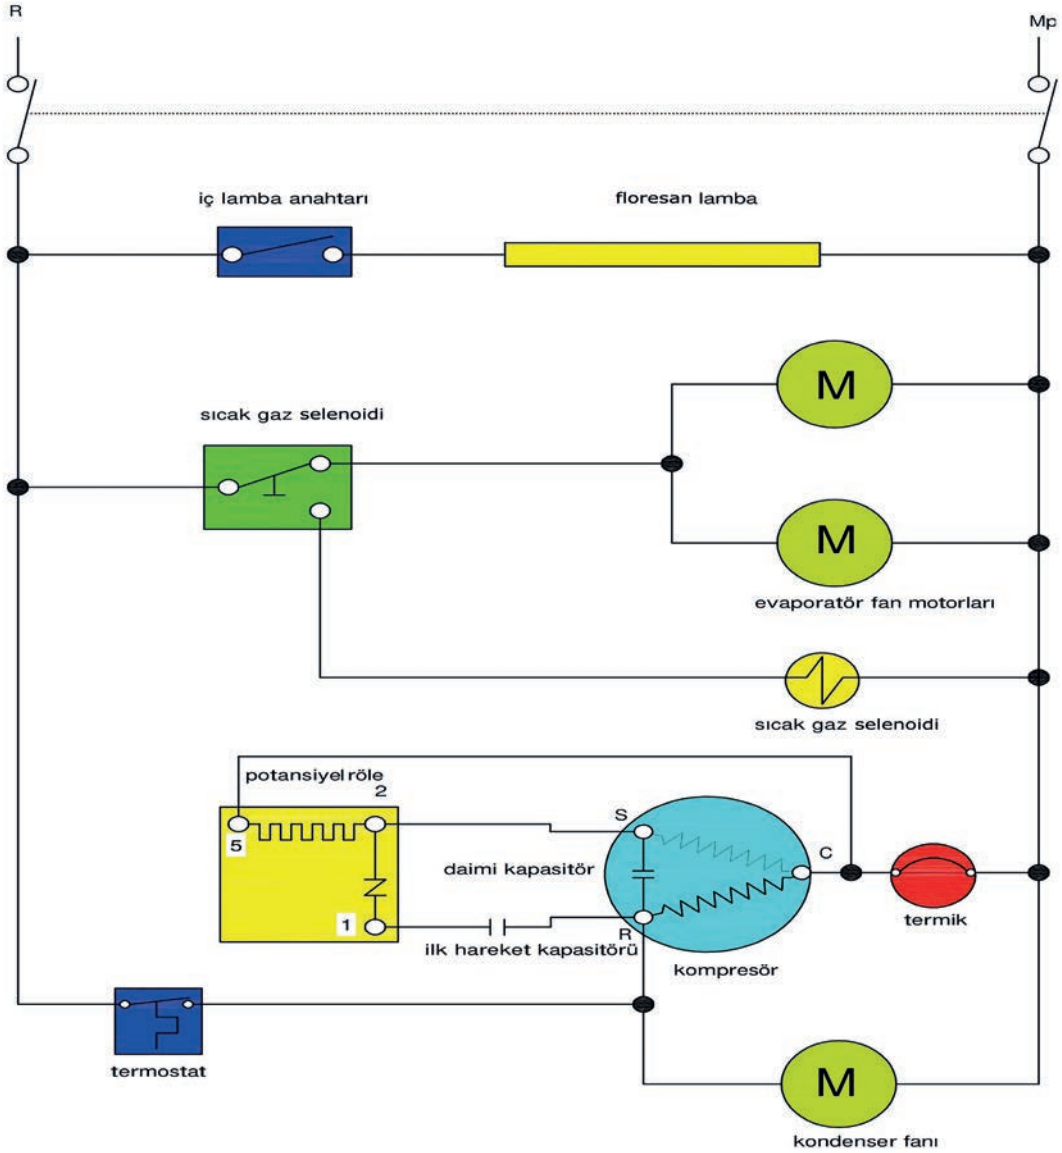 R
Mp
iç lamba anahtarı
floresan lamba
M
sıcak gaz selenoidi
M
evaporatör fan motorları
sıcak gaz selenoidi
potansiyel röle
2
5
S
C
daimi kapasitör
1
R
ilk hareket kapasitörü
termik
kompresör
termostat
M
kondenser fanı